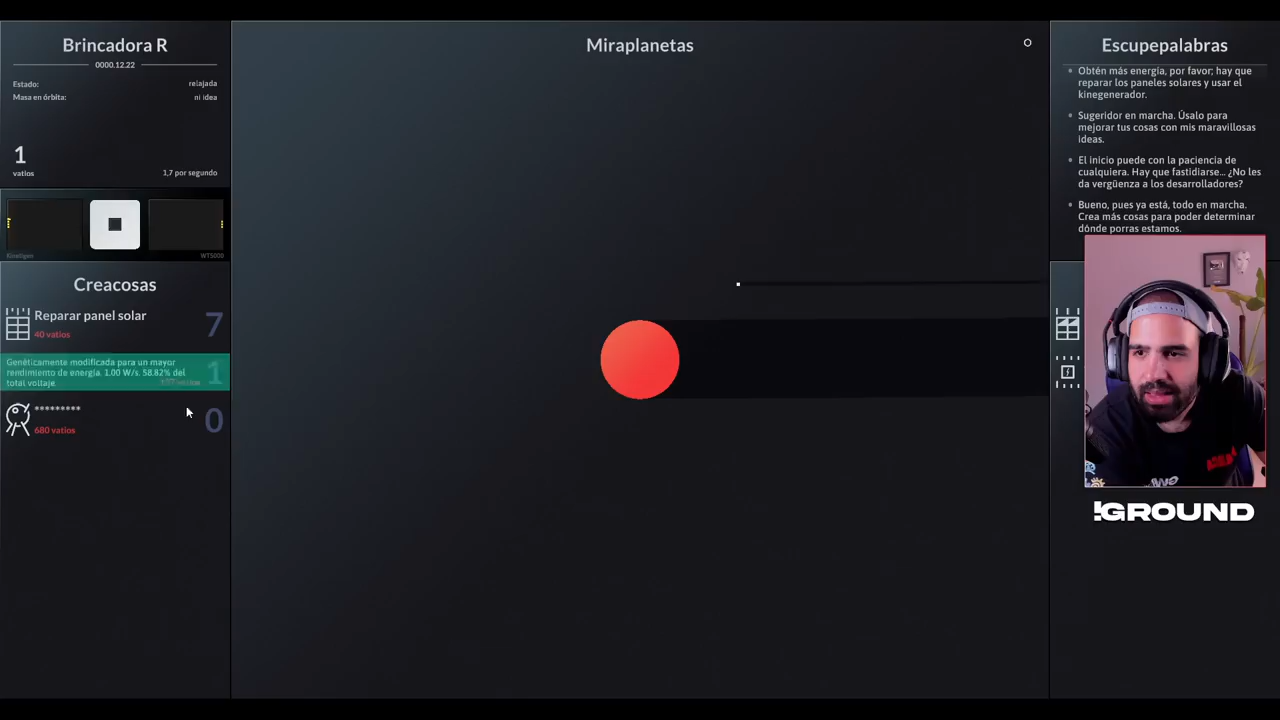 Brincadora R
0000.12.22
Estado:
relajada
Masa en órbita:
ni idea
1
vatios
1,7 por segundo
Kinetigen
WT5000
Creacosas
Reparar panel solar
40 vatios
7
Genéticamente modificada para un mayor
rendimiento de energía. 1.00 W/s. 58.82% del
total voltaje.
1
*********
680 vatios
0
Miraplanetas
Escupepalabras
Obtén más energía, por favor; hay que
reparar los paneles solares y usar el
kinegenerador.
Sugeridor en marcha. Úsalo para
mejorar tus cosas con mis maravillosas
ideas.
El inicio puede con la paciencia de
cualquiera. Hay que fastidiarse... ¿No les
da vergüenza a los desarrolladores?
Bueno, pues ya está, todo en marcha.
Crea más cosas para poder determinar
dónde porras estamos.
!GROUND